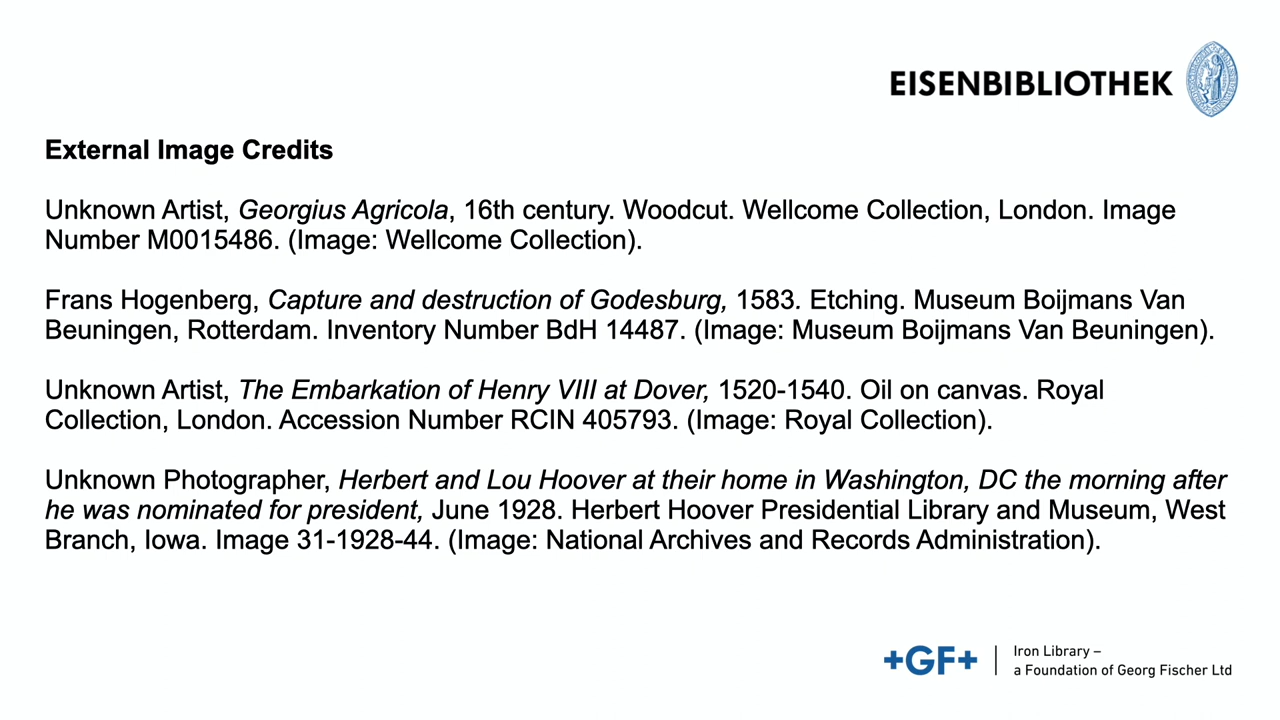 EISENBIBLIOTHEK
External Image Credits
Unknown Artist, Georgius Agricola, 16th century. Woodcut. Wellcome Collection, London. Image
Number M0015486. (Image: Wellcome Collection).
Frans Hogenberg, Capture and destruction of Godesburg, 1583. Etching. Museum Boijmans Van
Beuningen, Rotterdam. Inventory Number BdH 14487. (Image: Museum Boijmans Van Beuningen).
Unknown Artist, The Embarkation of Henry VIII at Dover, 1520-1540. Oil on canvas. Royal
Collection, London. Accession Number RCIN 405793. (Image: Royal Collection).
Unknown Photographer, Herbert and Lou Hoover at their home in Washington, DC the morning after
he was nominated for president, June 1928. Herbert Hoover Presidential Library and Museum, West
Branch, Iowa. Image 31-1928-44. (Image: National Archives and Records Administration).
+GF+
Iron Library –
a Foundation of Georg Fischer Ltd